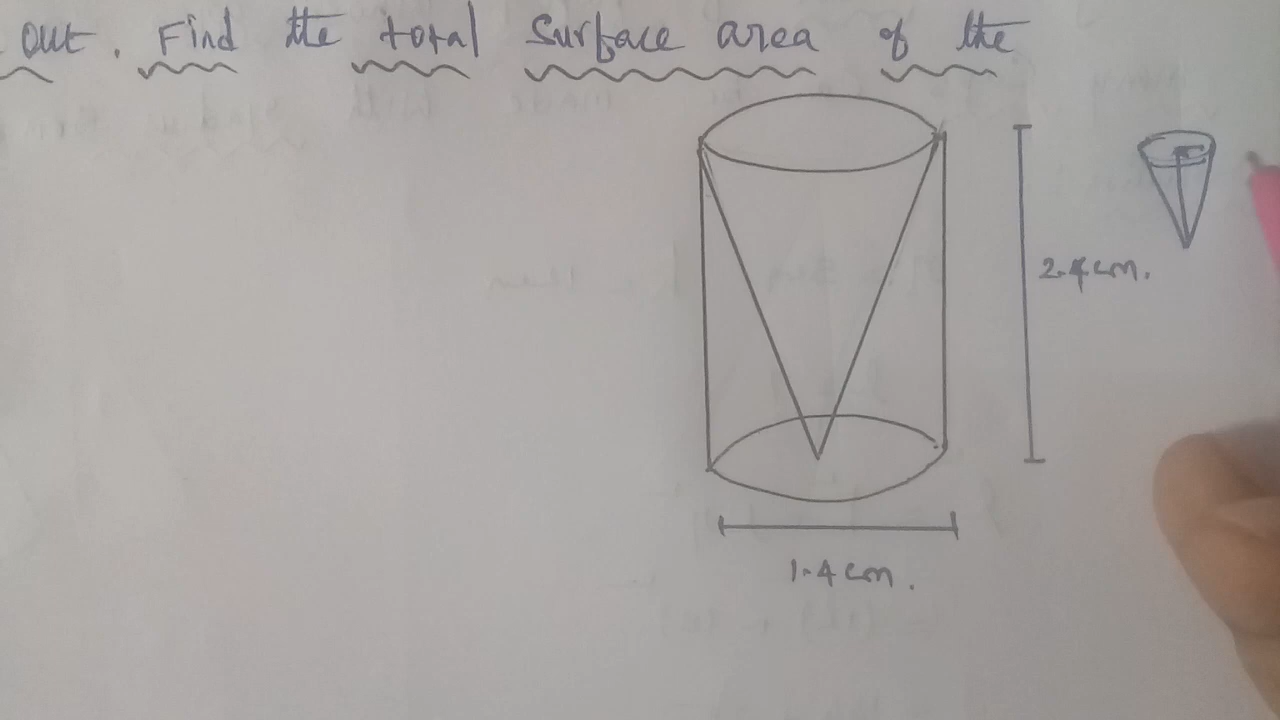 out. Find the total surface area of the
2.4 cm.
1.4 cm.